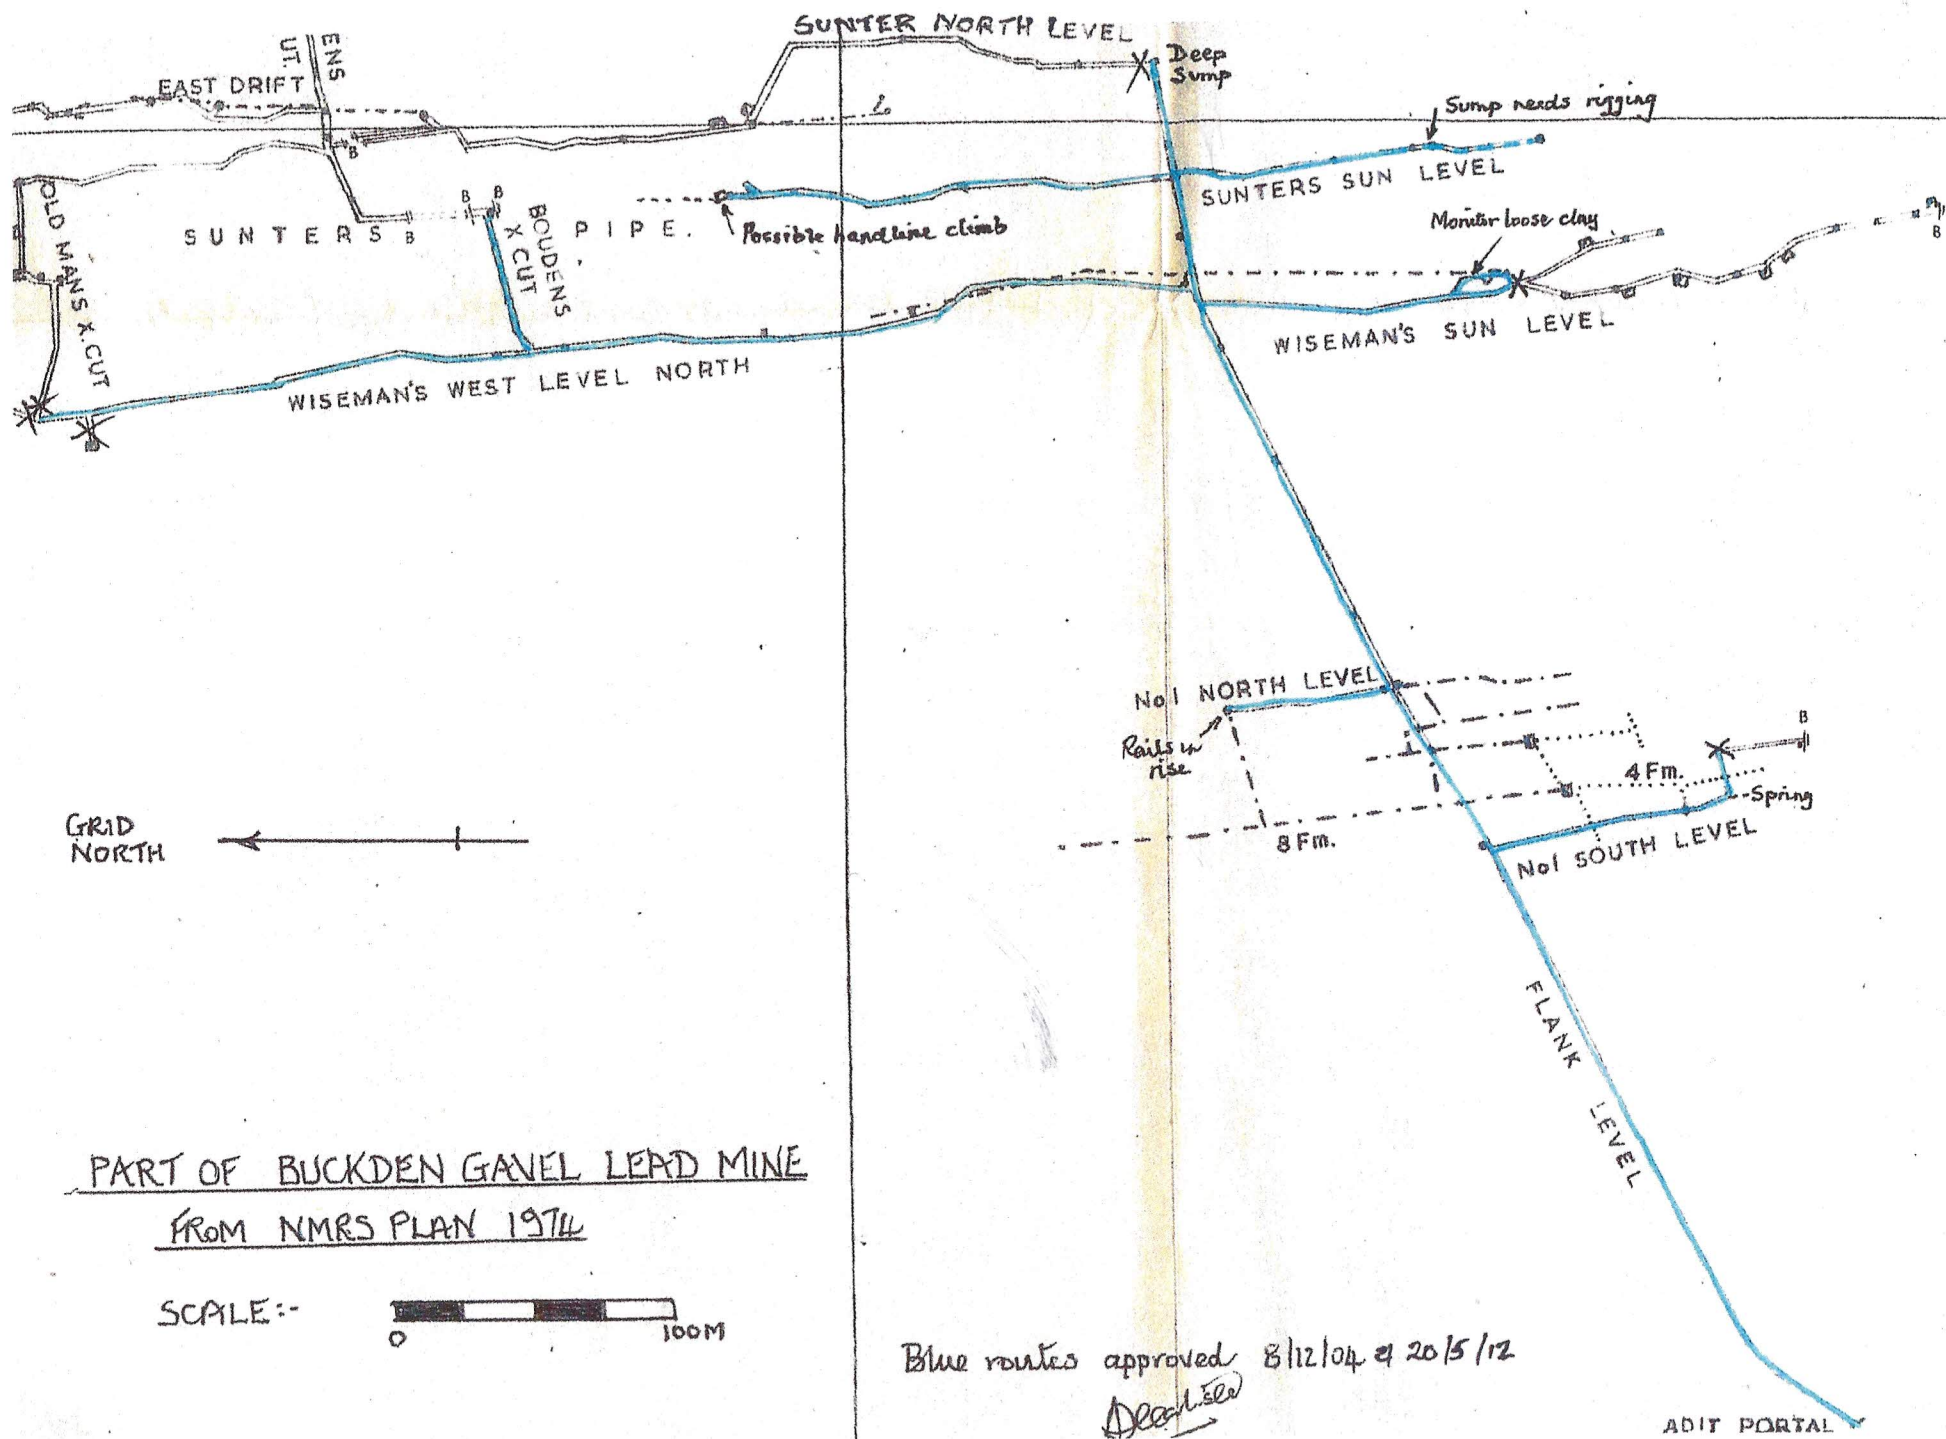 SUNTER NORTH LEVEL
Deep
Sump
ENS
UT.
EAST DRIFT
Sump needs rigging
B
SUNTERS SUN LEVEL
OLD MANS X.CUT
B B
BOUDENS
X CUT
SUNTERS PIPE.
B
Possible handline climb
Monitor loose clay
B
WISEMAN'S SUN LEVEL
WISEMAN'S WEST LEVEL NORTH
No1 NORTH LEVEL
Rails in
rise
B
4 Fm.
Spring
8 Fm.
No1 SOUTH LEVEL
GRID
NORTH
FLANK LEVEL
PART OF BUCKDEN GAVEL LEAD MINE
FROM NMRS PLAN 1974
SCALE:-
0 100M
Blue routes approved 8/12/04 & 20/5/12
ADIT PORTAL